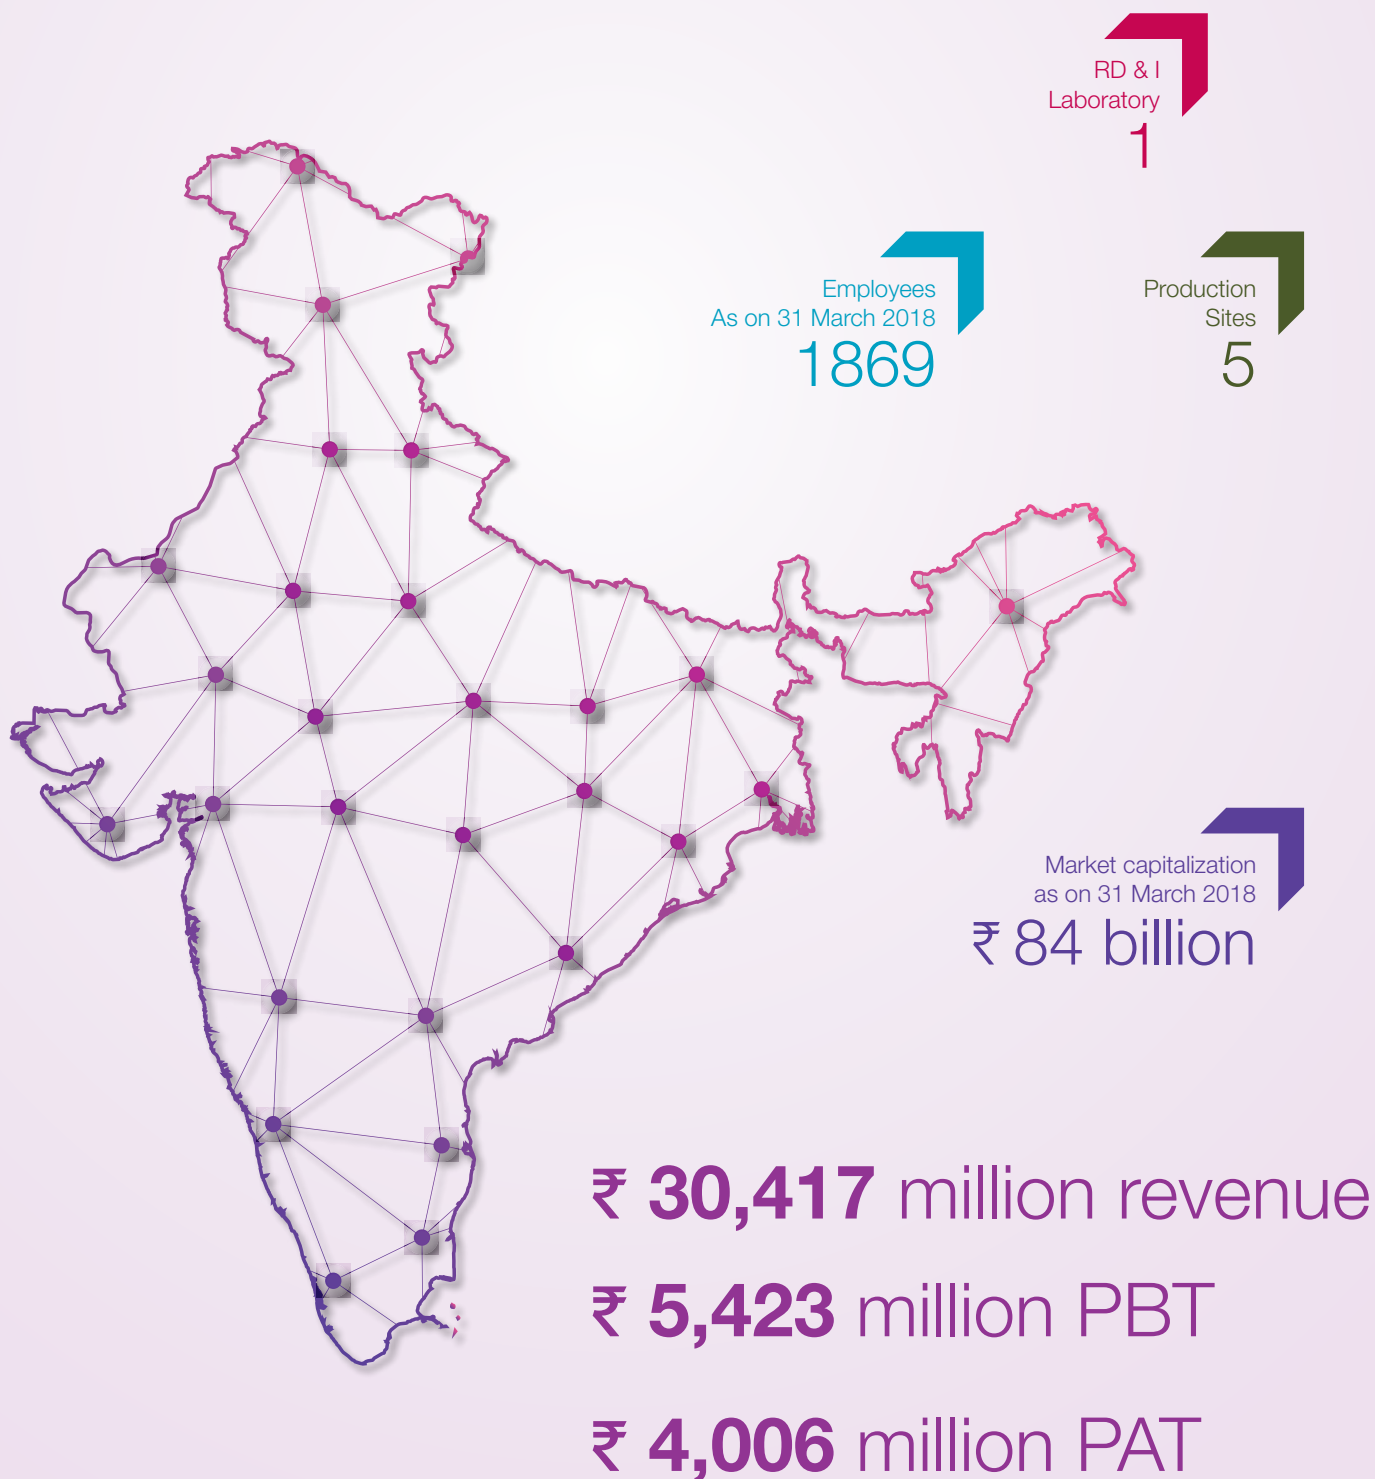 RD & I
Laboratory
1
Employees
As on 31 March 2018
1869
Production
Sites
5
Market capitalization
as on 31 March 2018
₹ 84 billion
₹ 30,417 million revenue
₹ 5,423 million PBT
₹ 4,006 million PAT